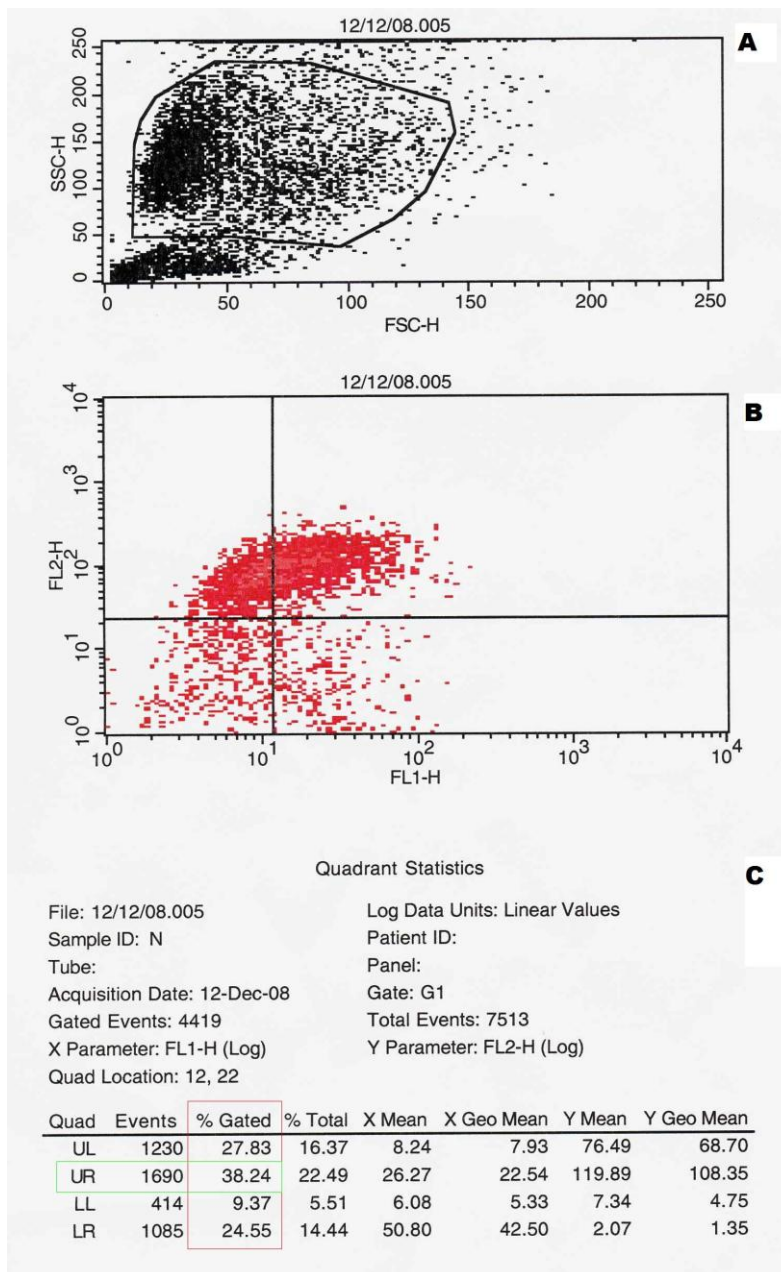 12/12/08.005
A
250
200
150
100
50
0
SSC-H
0 50 100 150 200 250
FSC-H
12/12/08.005
B
10^4
10^3
10^2
10^1
10^0
FL2-H
10^0 10^1 10^2 10^3 10^4
FL1-H
Quadrant Statistics
C
File: 12/12/08.005 Log Data Units: Linear Values
Sample ID: N Patient ID:
Tube: Panel:
Acquisition Date: 12-Dec-08 Gate: G1
Gated Events: 4419 Total Events: 7513
X Parameter: FL1-H (Log) Y Parameter: FL2-H (Log)
Quad Location: 12, 22
Quad Events % Gated % Total X Mean X Geo Mean Y Mean Y Geo Mean
UL 1230 27.83 16.37 8.24 7.93 76.49 68.70
UR 1690 38.24 22.49 26.27 22.54 119.89 108.35
LL 414 9.37 5.51 6.08 5.33 7.34 4.75
LR 1085 24.55 14.44 50.80 42.50 2.07 1.35